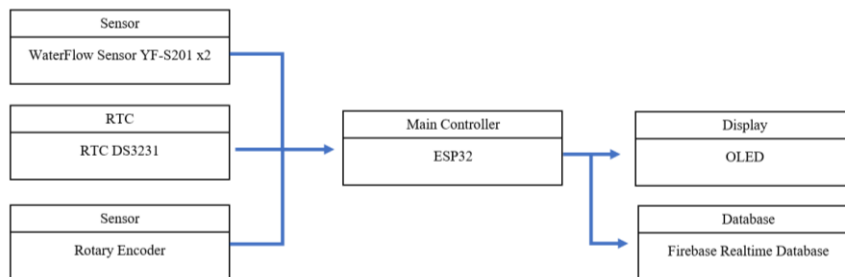 Sensor
WaterFlow Sensor YF-S201 x2
RTC
RTC DS3231
Sensor
Rotary Encoder
Main Controller
ESP32
Display
OLED
Database
Firebase Realtime Database